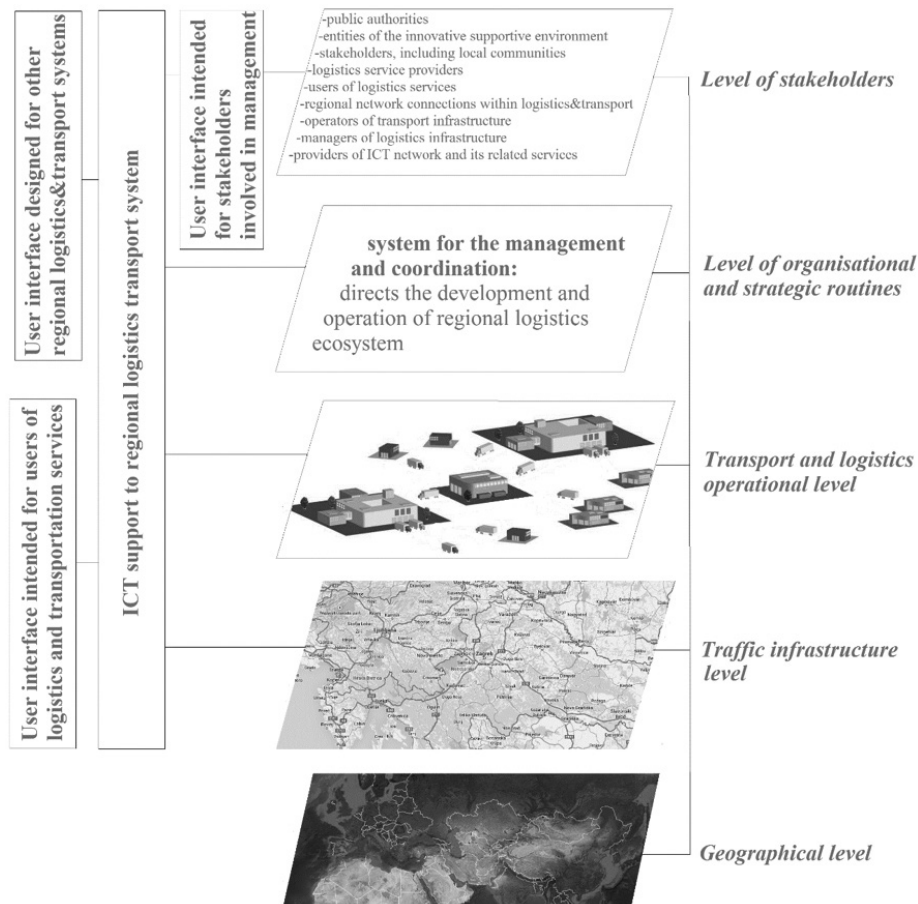 User interface designed for other
regional logistics&transport systems
User interface intended for users of
logistics and transportation services
ICT support to regional logistics transport system
User interface intended
for stakeholders
involved in management
-public authorities
-entities of the innovative supportive environment
-stakeholders, including local communities
-logistics service providers
-users of logistics services
-regional network connections within logistics&transport
-operators of transport infrastructure
-managers of logistics infrastructure
-providers of ICT network and its related services
Level of stakeholders
system for the management
and coordination:
directs the development and
operation of regional logistics
ecosystem
Level of organisational
and strategic routines
Transport and logistics
operational level
Zagreb
Traffic infrastructure
level
Geographical level